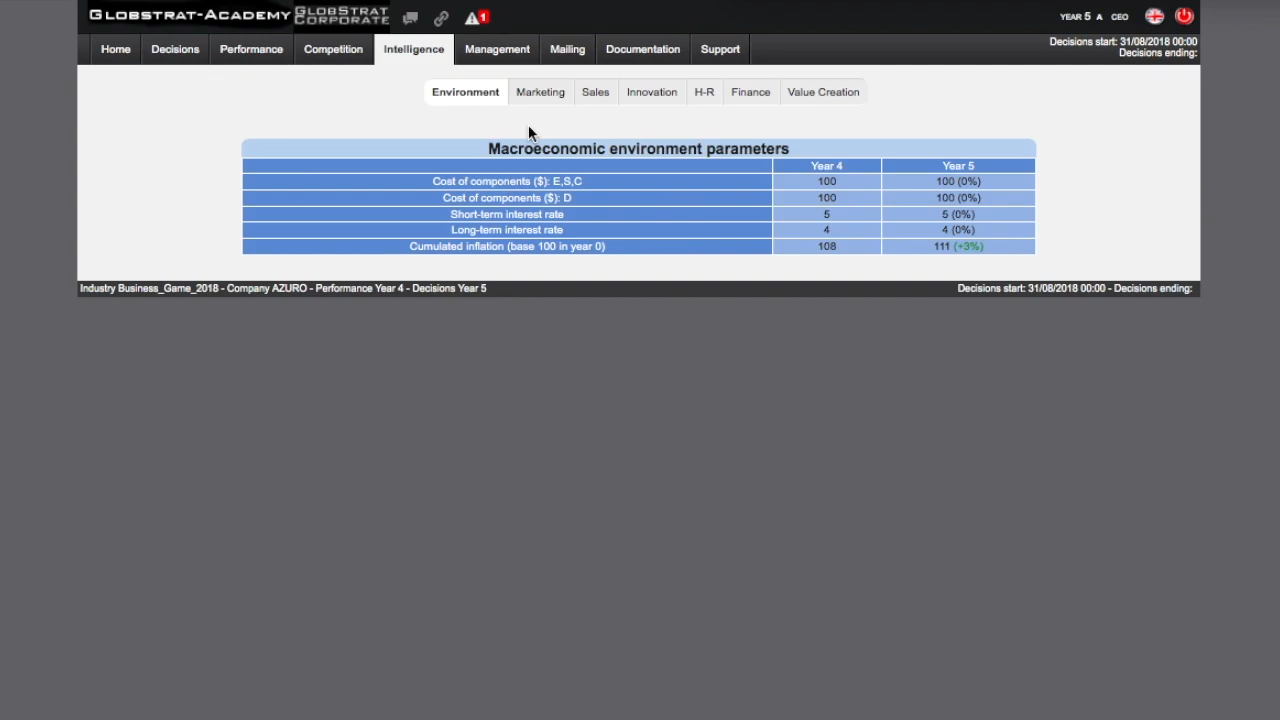 GLOBSTRAT-ACADEMY GLOBSTRAT CORPORATE 1 YEAR 5 A CEO
Home Decisions Performance Competition Intelligence Management Mailing Documentation Support
Decisions start: 31/08/2018 00:00
Decisions ending:
Environment Marketing Sales Innovation H-R Finance Value Creation
Macroeconomic environment parameters
Year 4 Year 5
Cost of components ($): E,S,C 100 100 (0%)
Cost of components ($): D 100 100 (0%)
Short-term interest rate 5 5 (0%)
Long-term interest rate 4 4 (0%)
Cumulated inflation (base 100 in year 0) 108 111 (+3%)
Industry Business_Game_2018 - Company AZURO - Performance Year 4 - Decisions Year 5 Decisions start: 31/08/2018 00:00 - Decisions ending: